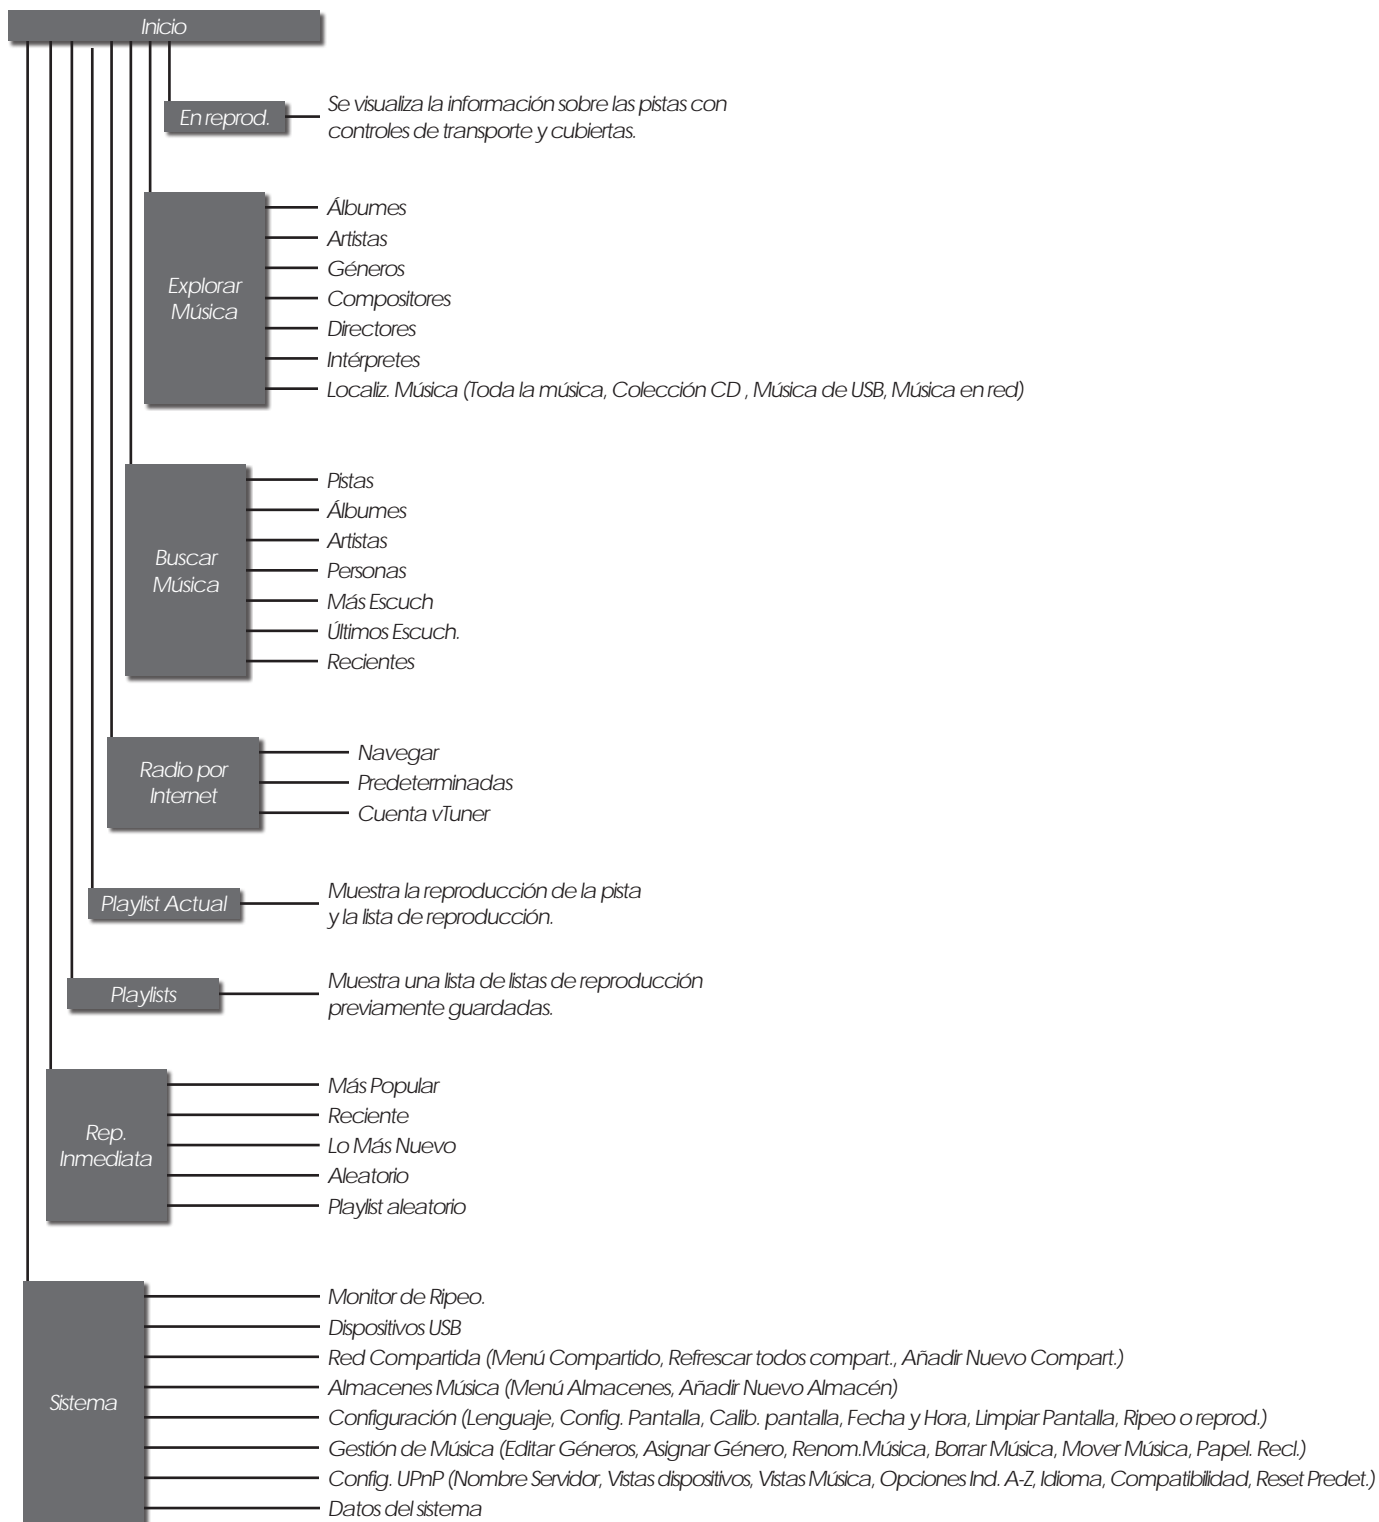 Inicio
En reprod.
Se visualiza la información sobre las pistas con
controles de transporte y cubiertas.
Explorar
Música
Álbumes
Artistas
Géneros
Compositores
Directores
Intérpretes
Localiz. Música (Toda la música, Colección CD , Música de USB, Música en red)
Buscar
Música
Pistas
Álbumes
Artistas
Personas
Más Escuch
Últimos Escuch.
Recientes
Radio por
Internet
Navegar
Predeterminadas
Cuenta vTuner
Playlist Actual
Muestra la reproducción de la pista
y la lista de reproducción.
Playlists
Muestra una lista de listas de reproducción
previamente guardadas.
Rep.
Inmediata
Más Popular
Reciente
Lo Más Nuevo
Aleatorio
Playlist aleatorio
Sistema
Monitor de Ripeo.
Dispositivos USB
Red Compartida (Menú Compartido, Refrescar todos compart., Añadir Nuevo Compart.)
Almacenes Música (Menú Almacenes, Añadir Nuevo Almacén)
Configuración (Lenguaje, Config. Pantalla, Calib. pantalla, Fecha y Hora, Limpiar Pantalla, Ripeo o reprod.)
Gestión de Música (Editar Géneros, Asignar Género, Renom.Música, Borrar Música, Mover Música, Papel. Recl.)
Config. UPnP (Nombre Servidor, Vistas dispositivos, Vistas Música, Opciones Ind. A-Z, Idioma, Compatibilidad, Reset Predet.)
Datos del sistema